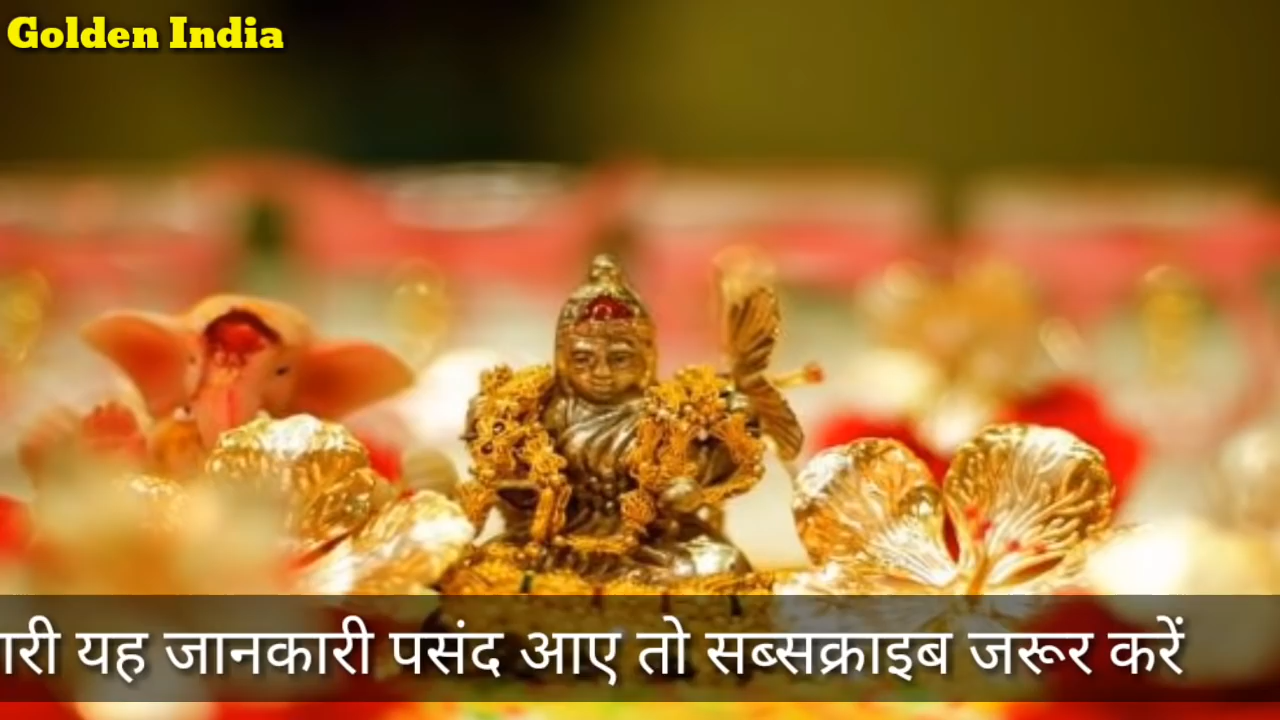 Golden India
यह जानकारी पसंद आए तो सब्सक्राइब जरूर करें